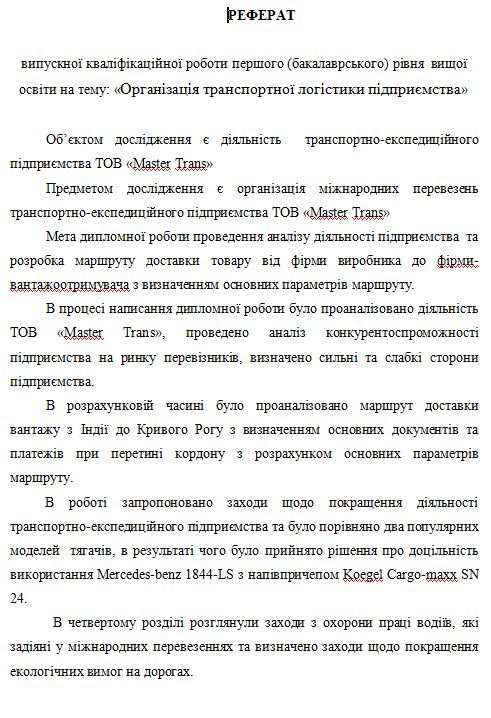 РЕФЕРАТ
випускної кваліфікаційної роботи першого (бакалаврського) рівня вищої
освіти на тему: «Організація транспортної логістики підприємства»
Об’єктом дослідження є діяльність транспортно-експедиційного
підприємства ТОВ «Master Trans»
Предметом дослідження є організація міжнародних перевезень
транспортно-експедиційного підприємства ТОВ «Master Trans»
Мета дипломної роботи проведення аналізу діяльності підприємства та
розробка маршруту доставки товару від фірми виробника до фірми-
вантажоотримувача з визначенням основних параметрів маршруту.
В процесі написання дипломної роботи було проаналізовано діяльність
ТОВ «Master Trans», проведено аналіз конкурентоспроможності
підприємства на ринку перевізників, визначено сильні та слабкі сторони
підприємства.
В розрахунковій часині було проаналізовано маршрут доставки
вантажу з Індії до Кривого Рогу з визначенням основних документів та
платежів при перетині кордону з розрахунком основних параметрів
маршруту.
В роботі запропоновано заходи щодо покращення діяльності
транспортно-експедиційного підприємства та було порівняно два популярних
моделей тягачів, в результаті чого було прийнято рішення про доцільність
використання Mercedes-benz 1844-LS з напівпричепом Koegel Cargo-maxx SN
24.
В четвертому розділі розглянули заходи з охорони праці водіїв, які
задіяні у міжнародних перевезеннях та визначено заходи щодо покращення
екологічних вимог на дорогах.